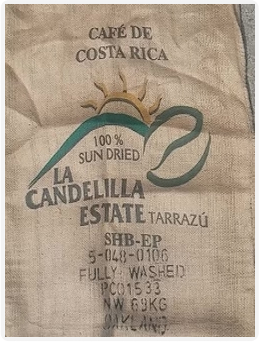 CAFÉ DE
COSTA RICA
100%
SUN DRIED
LA
CANDELILLA
ESTATE TARRAZÚ
SHB-EP
5-048-0106
FULLY WASHED
PC01533
NW 69KG
OAKLAND